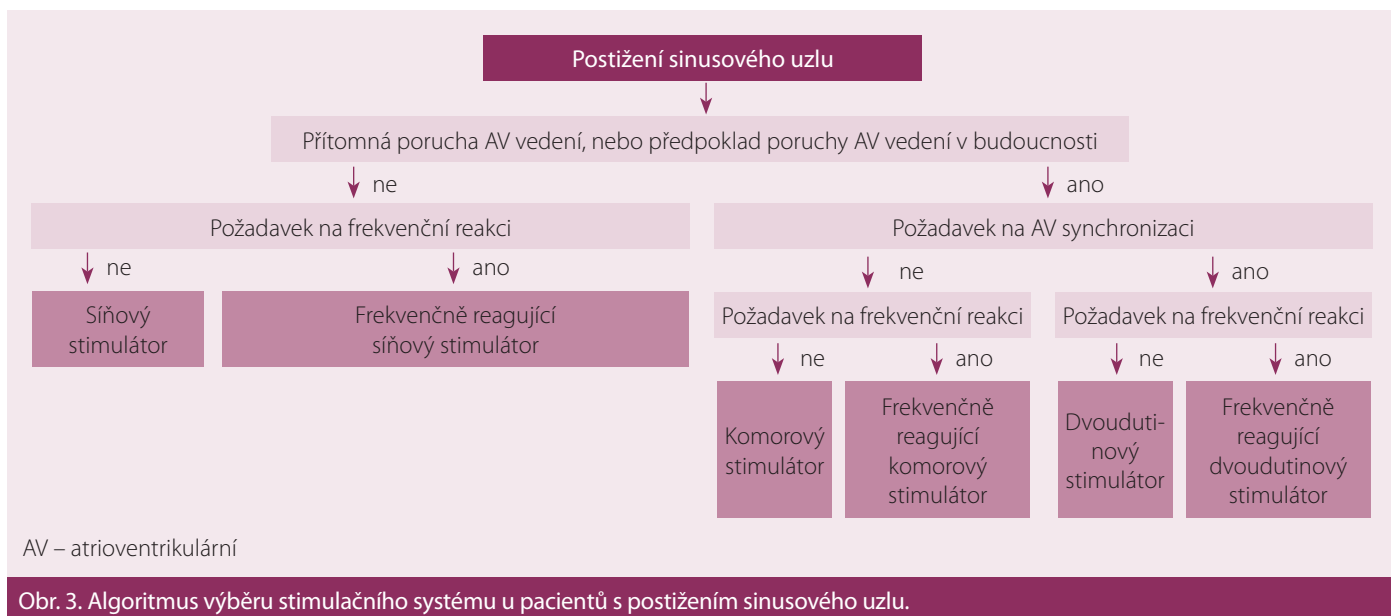 Postižení sinusového uzlu
Přítomná porucha AV vedení, nebo předpoklad poruchy AV vedení v budoucnosti
ne
ano
Požadavek na frekvenční reakci
Požadavek na AV synchronizaci
ne
ano
ne
ano
Síňový
stimulátor
Frekvenčně reagující
síňový stimulátor
Požadavek na frekvenční reakci
Požadavek na frekvenční reakci
ne
ano
ne
ano
Komorový
stimulátor
Frekvenčně
reagující
komorový
stimulátor
Dvouduti-
nový
stimulátor
Frekvenčně
reagující
dvoudutinový
stimulátor
AV – atrioventrikulární
Obr. 3. Algoritmus výběru stimulačního systému u pacientů s postižením sinusového uzlu.